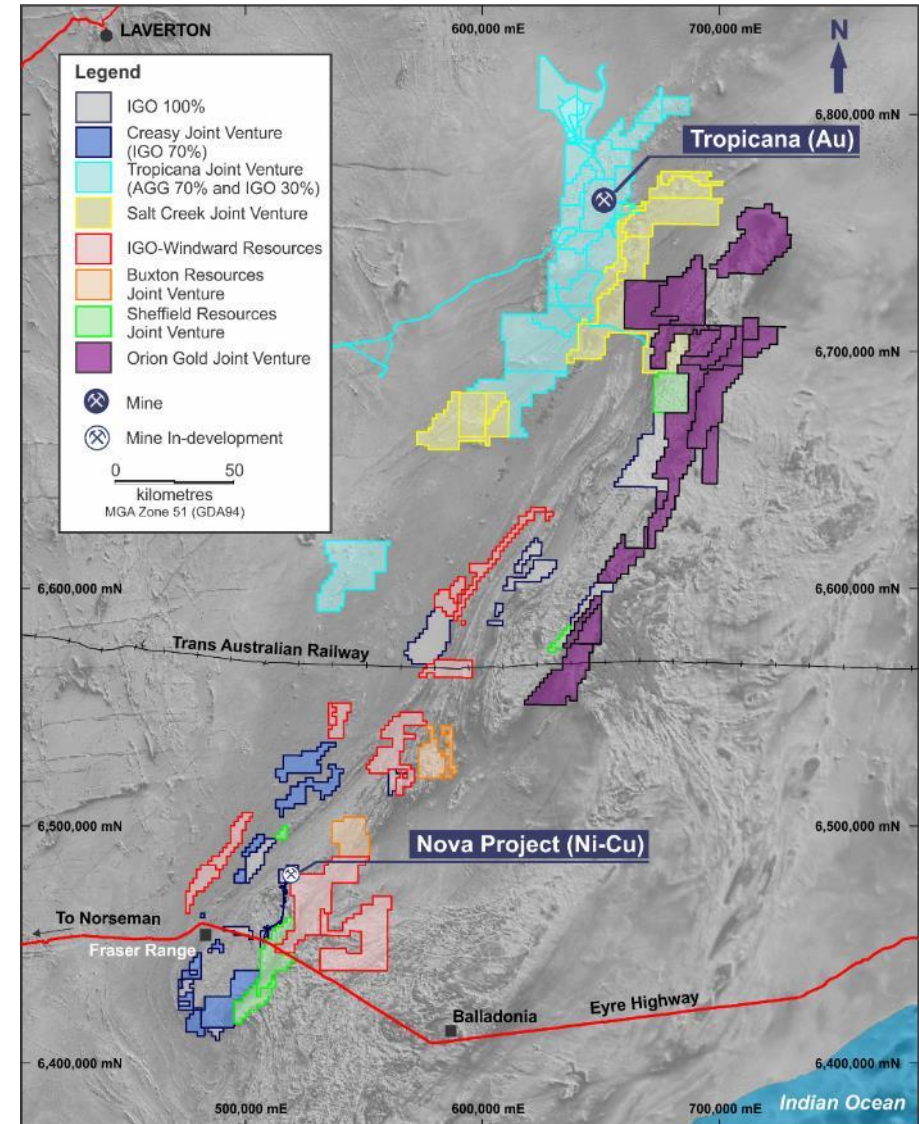 LAVERTON
600,000 mE
700,000 mE
N
Legend
IGO 100%
Creasy Joint Venture
(IGO 70%)
Tropicana Joint Venture
(AGG 70% and IGO 30%)
Salt Creek Joint Venture
IGO-Windward Resources
Buxton Resources
Joint Venture
Sheffield Resources
Joint Venture
Orion Gold Joint Venture
Mine
Mine In-development
0 50
kilometres
MGA Zone 51 (GDA94)
6,800,000 mN
Tropicana (Au)
6,700,000 mN
6,600,000 mN
6,600,000 mN
Trans Australian Railway
6,500,000 mN
6,500,000 mN
Nova Project (Ni-Cu)
To Norseman
Fraser Range
Balladonia
Eyre Highway
6,400,000 mN
6,400,000 mN
500,000 mE
600,000 mE
700,000 mE
Indian Ocean